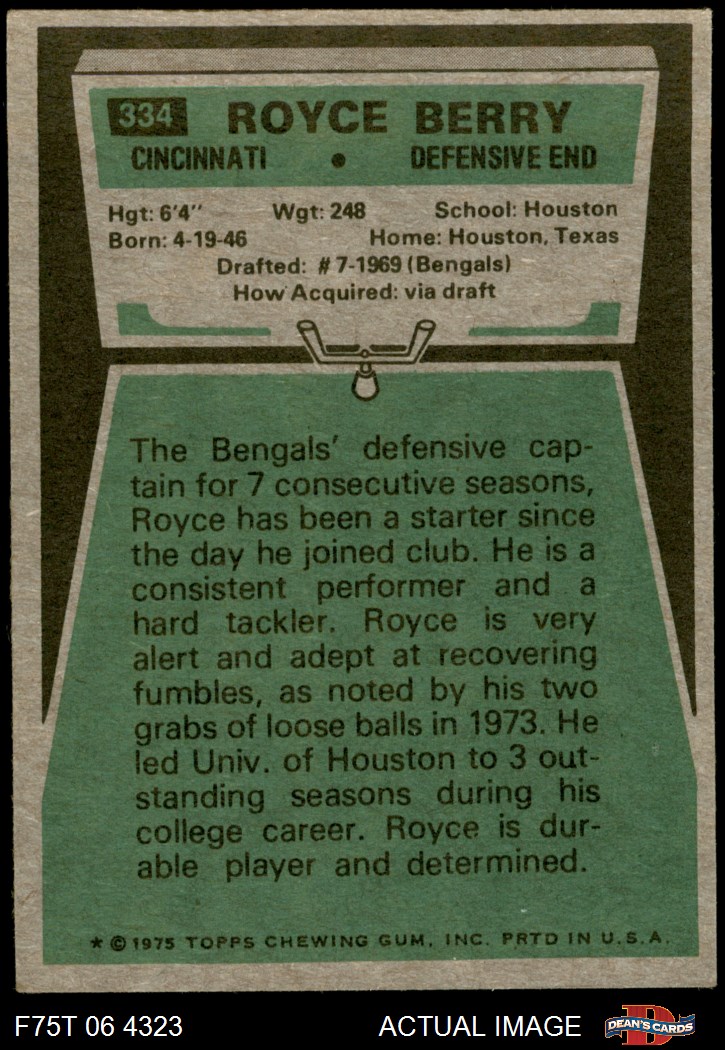 334 ROYCE BERRY
CINCINNATI • DEFENSIVE END
Hgt: 6'4" Wgt: 248 School: Houston
Born: 4-19-46 Home: Houston, Texas
Drafted: #7-1969 (Bengals)
How Acquired: via draft
The Bengals' defensive cap-
tain for 7 consecutive seasons,
Royce has been a starter since
the day he joined club. He is a
consistent performer and a
hard tackler. Royce is very
alert and adept at recovering
fumbles, as noted by his two
grabs of loose balls in 1973. He
led Univ. of Houston to 3 out-
standing seasons during his
college career. Royce is dur-
able player and determined.
* © 1975 TOPPS CHEWING GUM, INC. PRTD IN U.S.A.
F75T 06 4323 ACTUAL IMAGE D DEAN'S CARDS